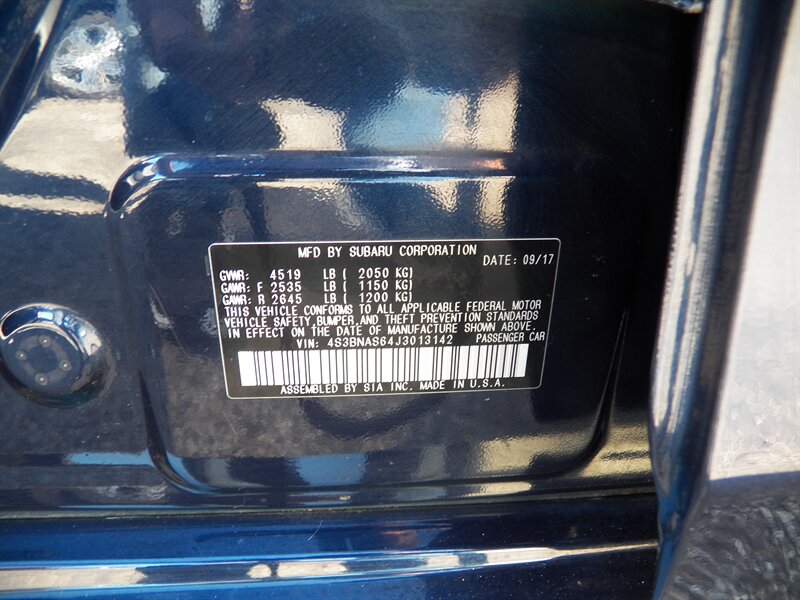 MFD BY SUBARU CORPORATION
DATE: 09/17
GVWR: 4519 LB ( 2050 KG)
GAWR: F 2535 LB ( 1150 KG)
GAWR: R 2645 LB ( 1200 KG)
THIS VEHICLE CONFORMS TO ALL APPLICABLE FEDERAL MOTOR
VEHICLE SAFETY, BUMPER, AND THEFT PREVENTION STANDARDS
IN EFFECT ON THE DATE OF MANUFACTURE SHOWN ABOVE.
VIN: 4S3BNAS64J3013142 PASSENGER CAR
ASSEMBLED BY SIA INC. MADE IN U.S.A.